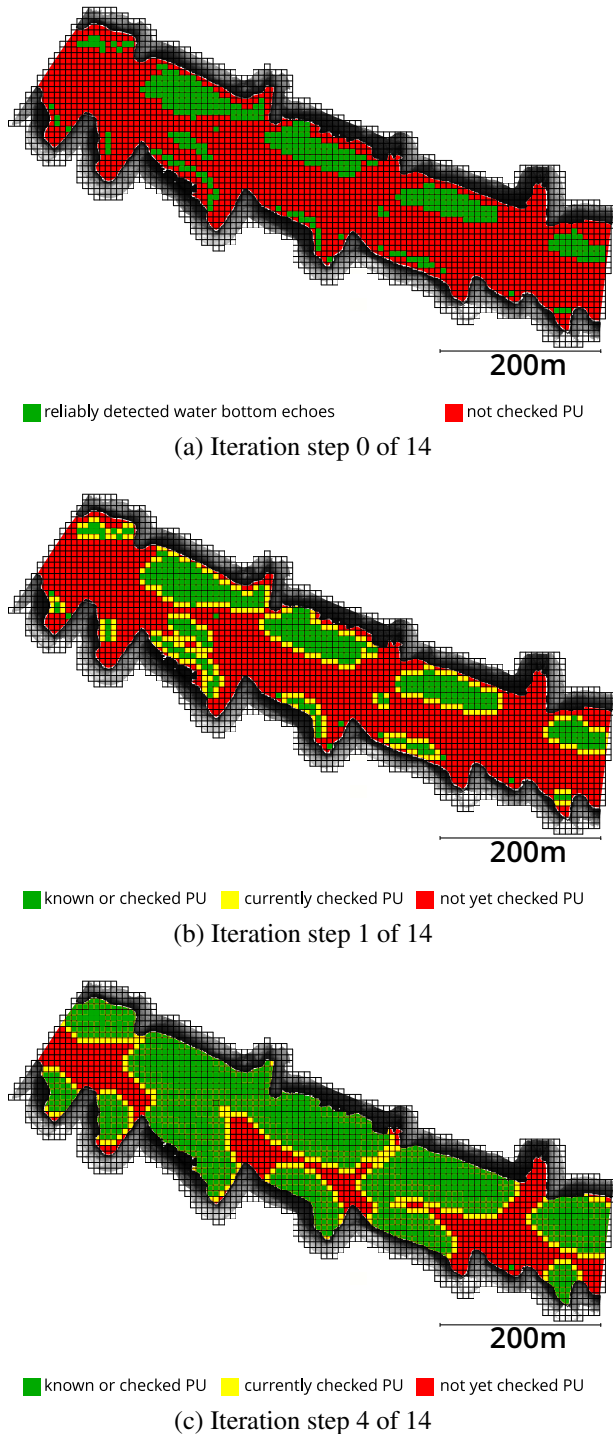 200m
reliably detected water bottom echoes not checked PU
(a) Iteration step 0 of 14
200m
known or checked PU currently checked PU not yet checked PU
(b) Iteration step 1 of 14
200m
known or checked PU currently checked PU not yet checked PU
(c) Iteration step 4 of 14